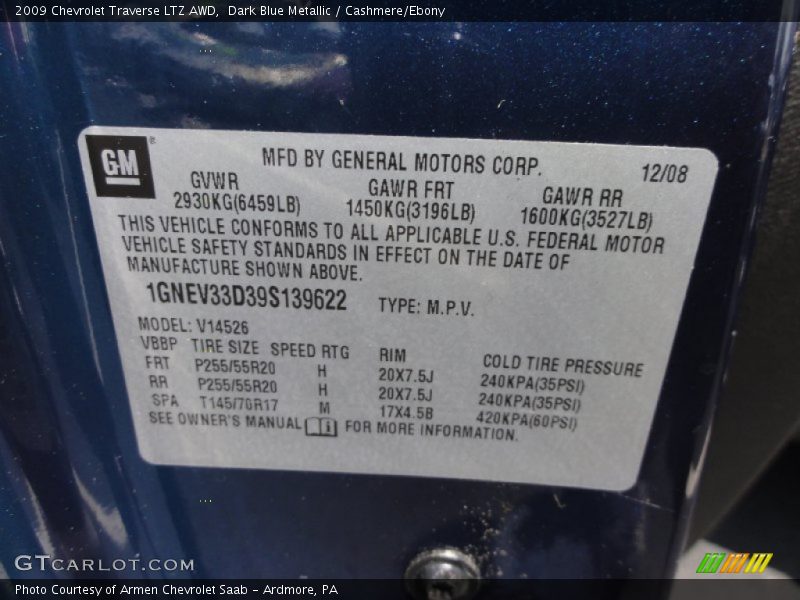 2009 Chevrolet Traverse LTZ AWD, Dark Blue Metallic / Cashmere/Ebony
GM ®
MFD BY GENERAL MOTORS CORP. 12/08
GVWR GAWR FRT GAWR RR
2930KG(6459LB) 1450KG(3196LB) 1600KG(3527LB)
THIS VEHICLE CONFORMS TO ALL APPLICABLE U.S. FEDERAL MOTOR
VEHICLE SAFETY STANDARDS IN EFFECT ON THE DATE OF
MANUFACTURE SHOWN ABOVE.
1GNEV33D39S139622 TYPE: M.P.V.
MODEL: V14526
VBBP TIRE SIZE SPEED RTG RIM COLD TIRE PRESSURE
FRT P255/55R20 H 20X7.5J 240KPA(35PSI)
RR P255/55R20 H 20X7.5J 240KPA(35PSI)
SPA T145/70R17 M 17X4.5B 420KPA(60PSI)
SEE OWNER'S MANUAL FOR MORE INFORMATION.
GTCARLOT.COM
Photo Courtesy of Armen Chevrolet Saab - Ardmore, PA